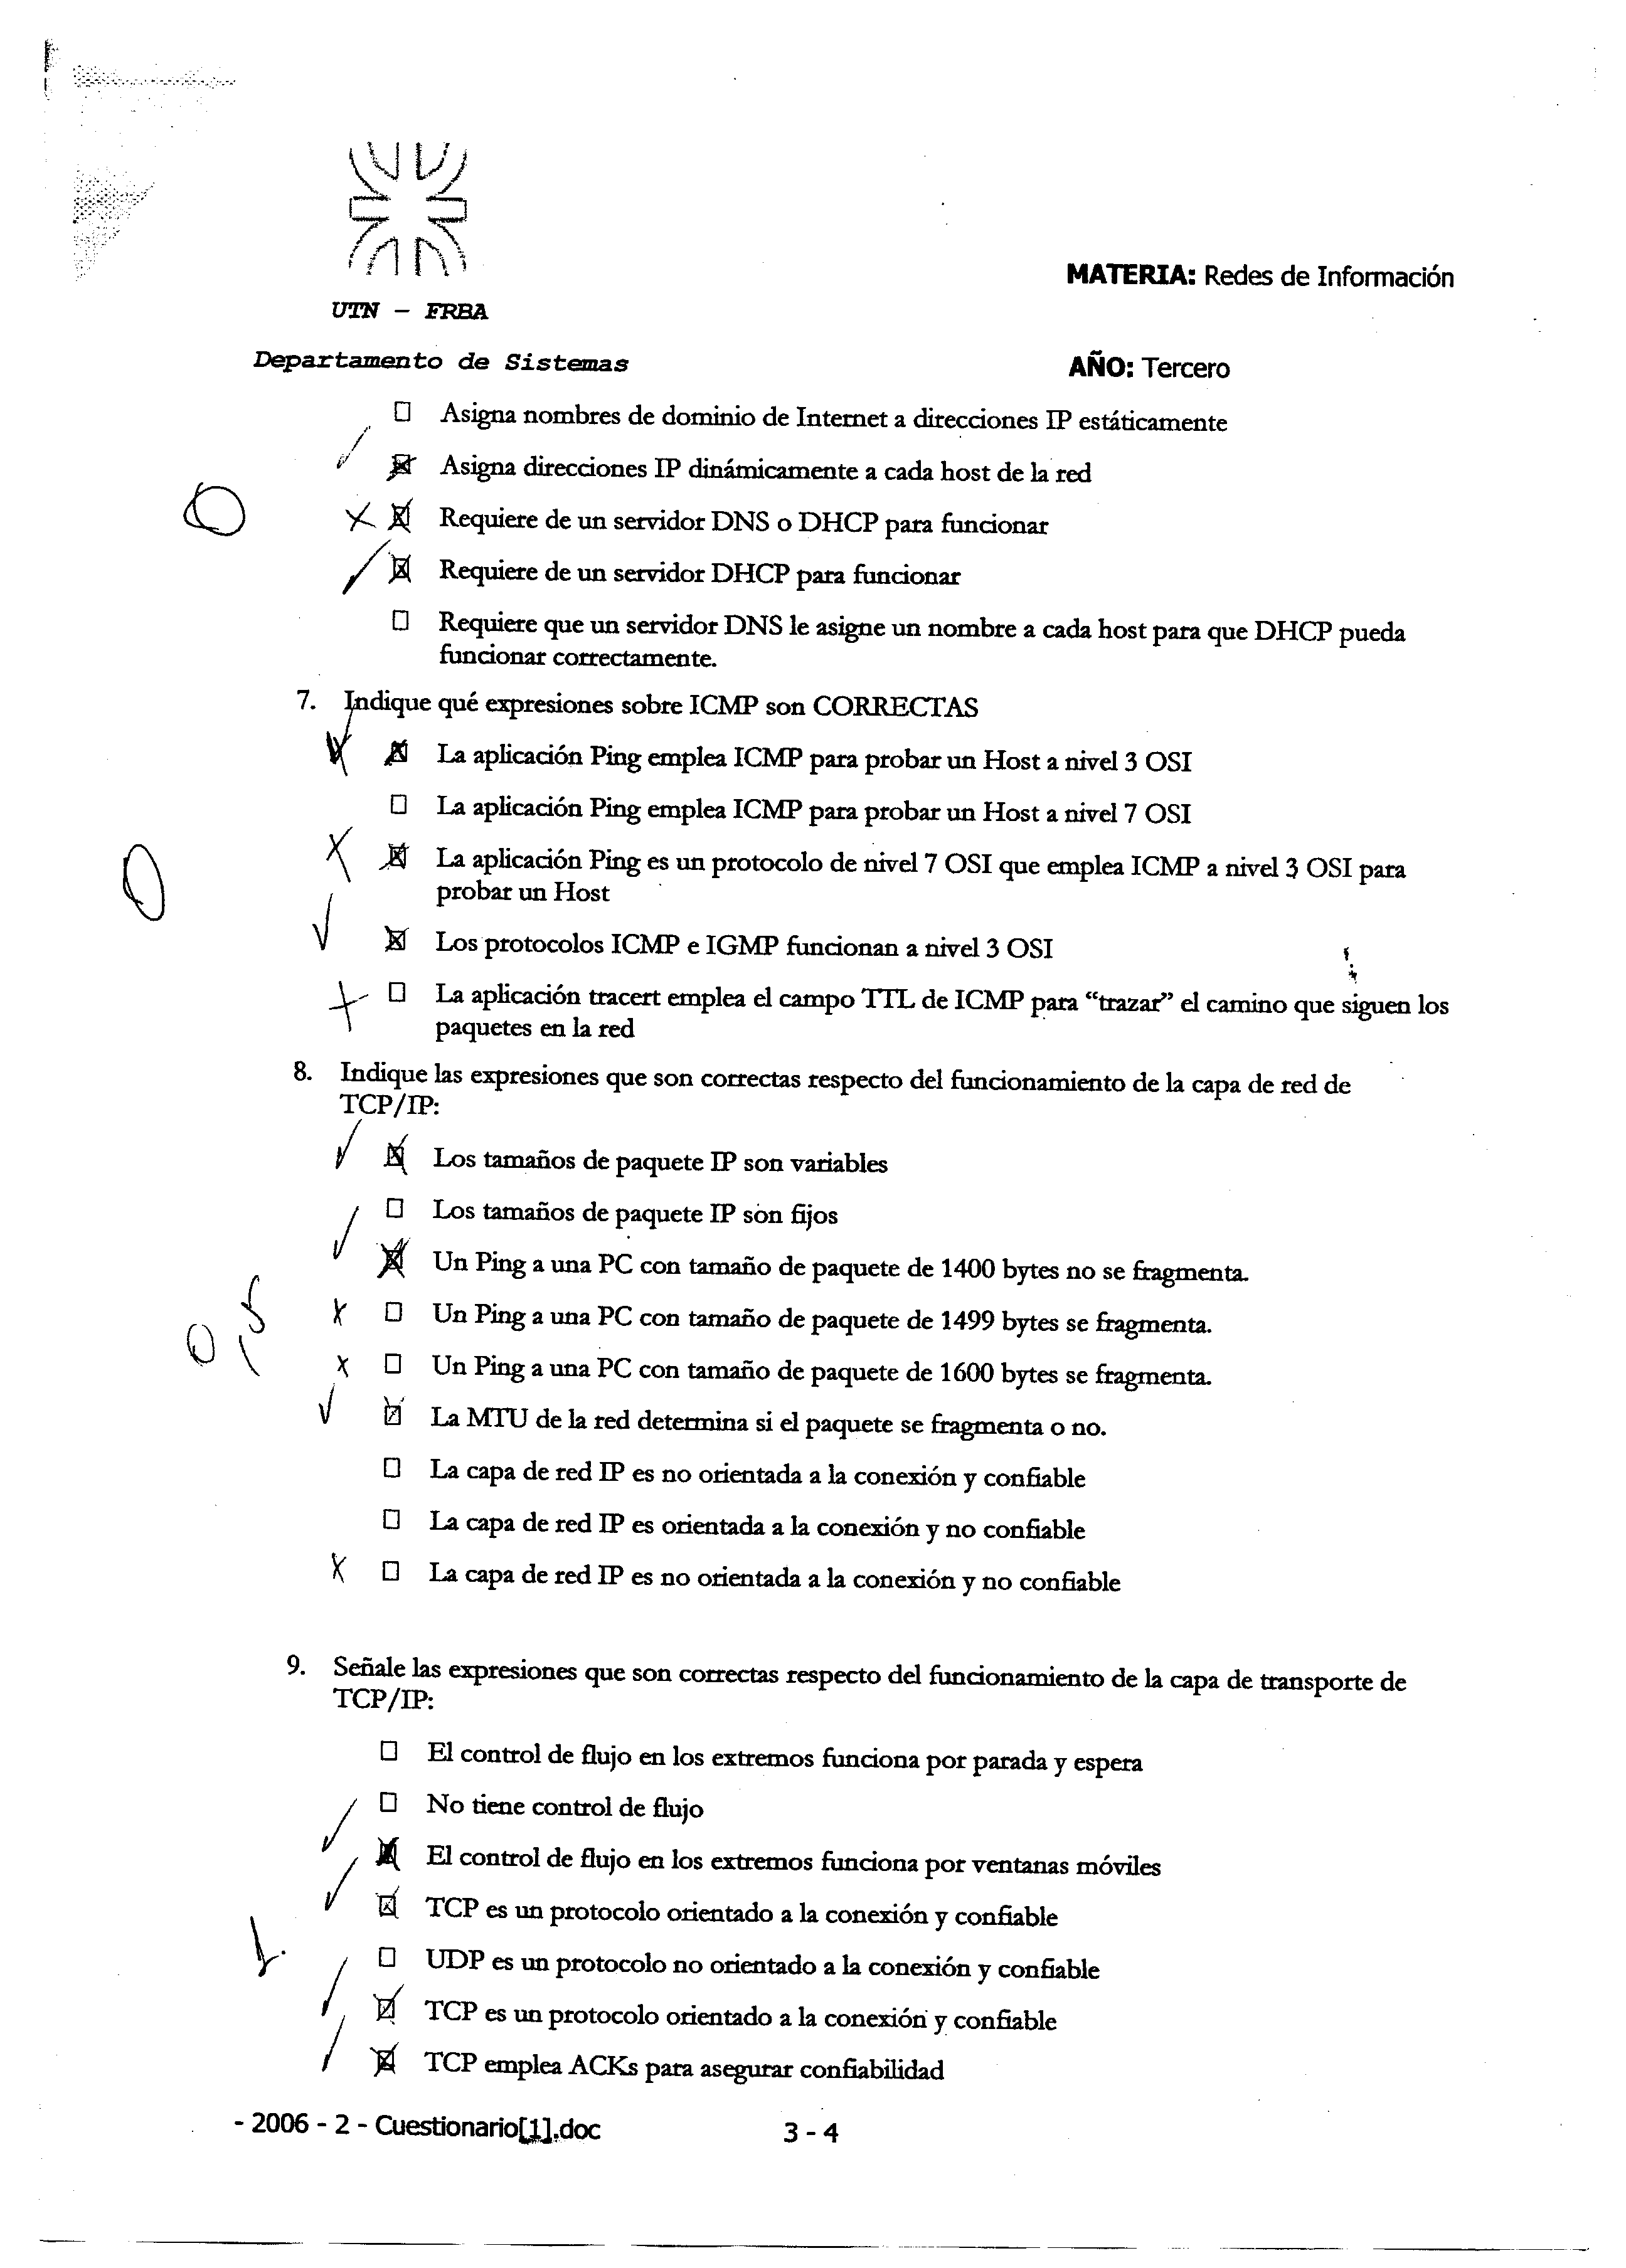 UTN - FRBA
MATERIA: Redes de Información
Departamento de Sistemas
AÑO: Tercero
Asigna nombres de dominio de Internet a direcciones IP estáticamente
Asigna direcciones IP dinámicamente a cada host de la red
Requiere de un servidor DNS o DHCP para funcionar
Requiere de un servidor DHCP para funcionar
Requiere que un servidor DNS le asigne un nombre a cada host para que DHCP pueda
funcionar correctamente.
7. Indique qué expresiones sobre ICMP son CORRECTAS
La aplicación Ping emplea ICMP para probar un Host a nivel 3 OSI
La aplicación Ping emplea ICMP para probar un Host a nivel 7 OSI
La aplicación Ping es un protocolo de nivel 7 OSI que emplea ICMP a nivel 3 OSI para
probar un Host
Los protocolos ICMP e IGMP funcionan a nivel 3 OSI
La aplicación tracert emplea el campo TTL de ICMP para “trazar” el camino que siguen los
paquetes en la red
8. Indique las expresiones que son correctas respecto del funcionamiento de la capa de red de
TCP/IP:
Los tamaños de paquete IP son variables
Los tamaños de paquete IP son fijos
Un Ping a una PC con tamaño de paquete de 1400 bytes no se fragmenta.
Un Ping a una PC con tamaño de paquete de 1499 bytes se fragmenta.
Un Ping a una PC con tamaño de paquete de 1600 bytes se fragmenta.
La MTU de la red determina si el paquete se fragmenta o no.
La capa de red IP es no orientada a la conexión y confiable
La capa de red IP es orientada a la conexión y no confiable
La capa de red IP es no orientada a la conexión y no confiable
9. Señale las expresiones que son correctas respecto del funcionamiento de la capa de transporte de
TCP/IP:
El control de flujo en los extremos funciona por parada y espera
No tiene control de flujo
El control de flujo en los extremos funciona por ventanas móviles
TCP es un protocolo orientado a la conexión y confiable
UDP es un protocolo no orientado a la conexión y confiable
TCP es un protocolo orientado a la conexión y confiable
TCP emplea ACKs para asegurar confiabilidad
- 2006 - 2 - Cuestionario[1].doc 3 - 4